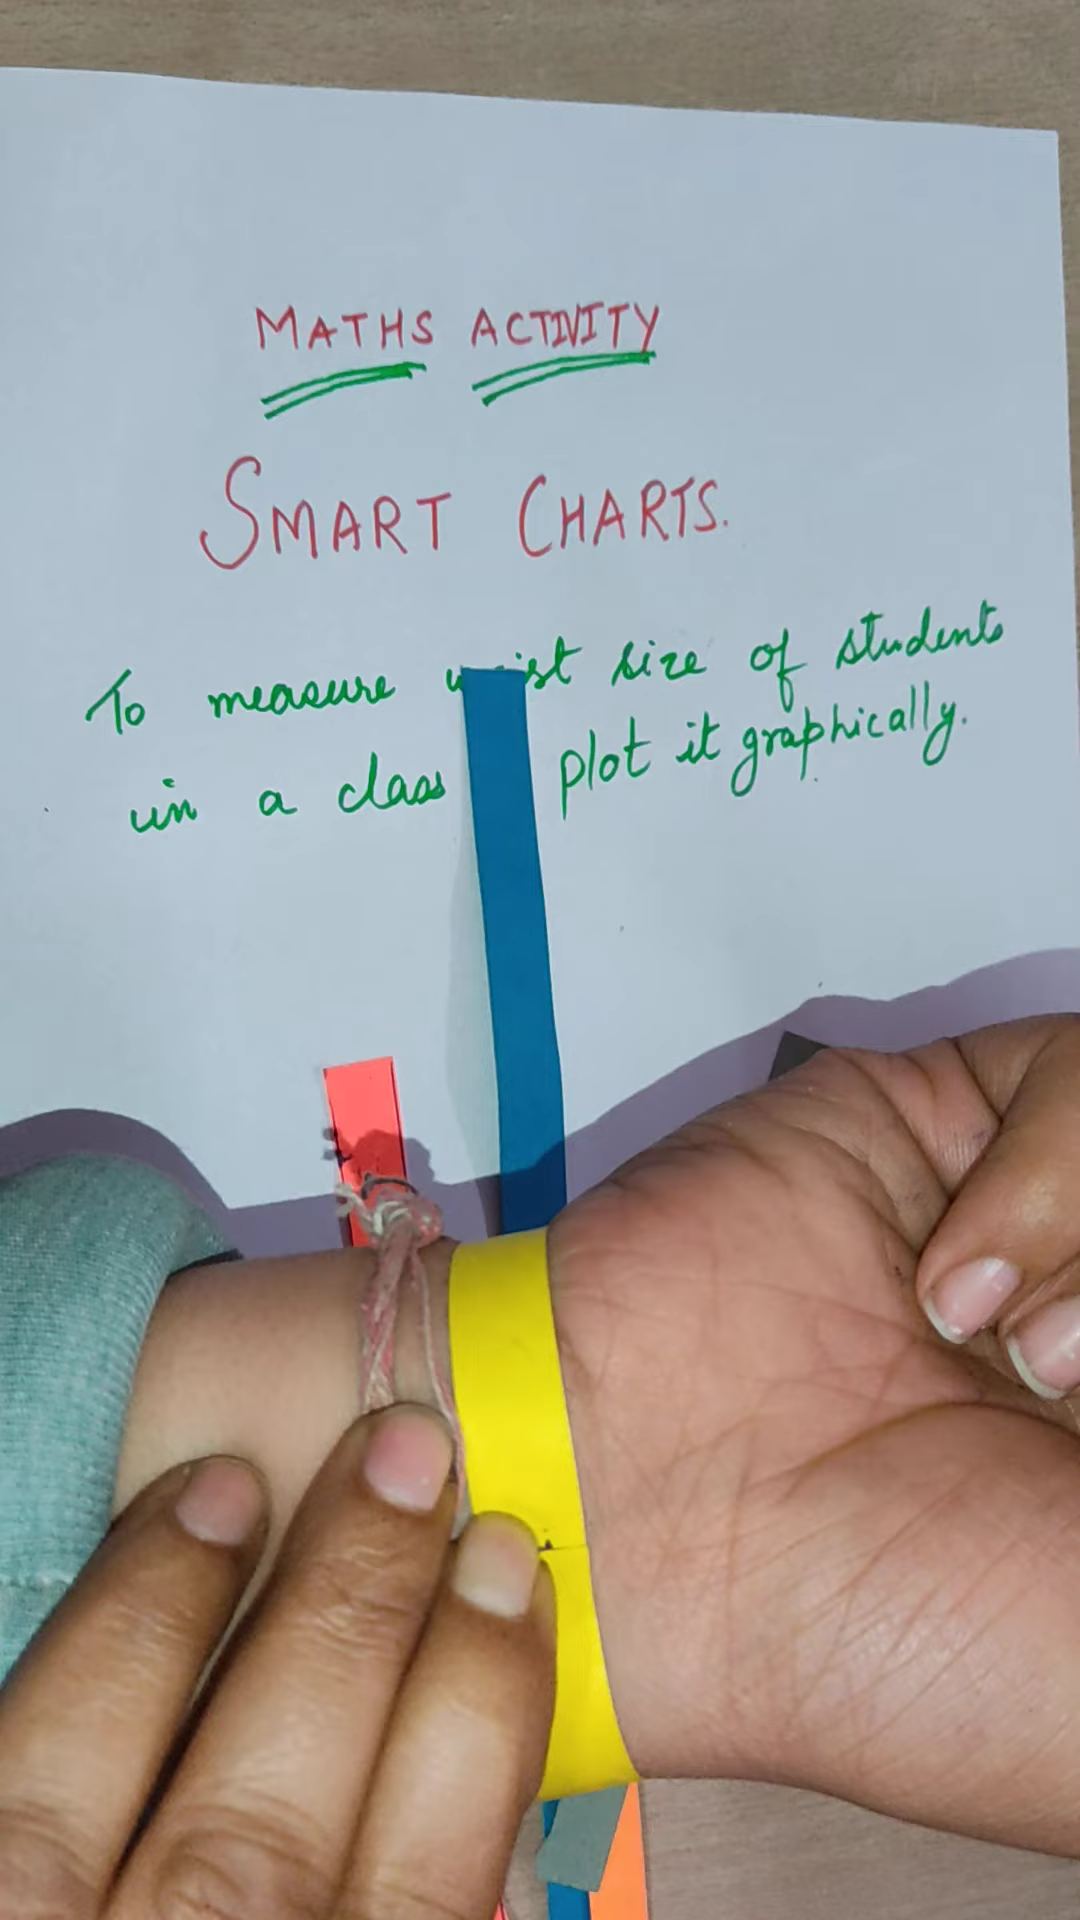 MATHS ACTIVITY
SMART CHARTS.
To measure size of students
in a class plot it graphically.